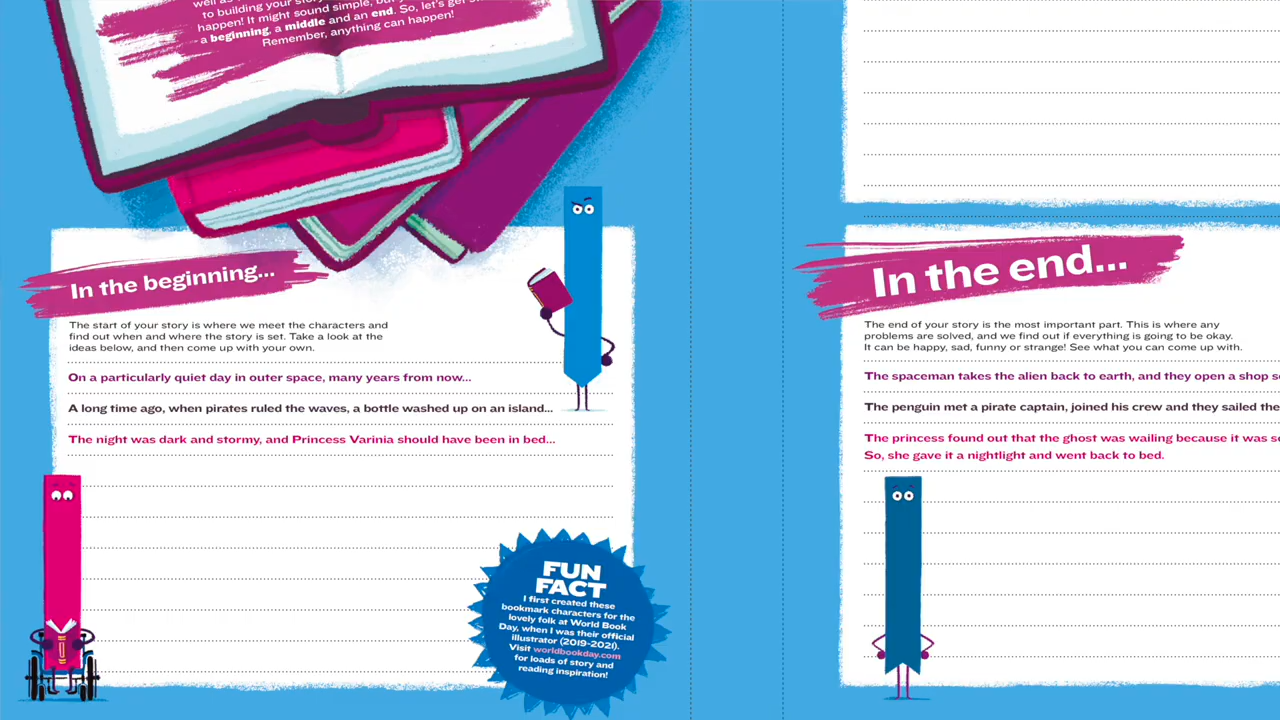 to building your story
happen! It might sound simple, but
a beginning, a middle and an end. So, let's get
Remember, anything can happen!
In the beginning...
The start of your story is where we meet the characters and
find out when and where the story is set. Take a look at the
ideas below, and then come up with your own.
On a particularly quiet day in outer space, many years from now...
A long time ago, when pirates ruled the waves, a bottle washed up on an island...
The night was dark and stormy, and Princess Varinia should have been in bed...
FUN
FACT
I first created these
bookmark characters for the
lovely folk at World Book
Day, when I was their official
illustrator (2019-2021).
Visit worldbookday.com
for loads of story and
reading inspiration!
In the end...
The end of your story is the most important part. This is where any
problems are solved, and we find out if everything is going to be okay.
It can be happy, sad, funny or strange! See what you can come up with.
The spaceman takes the alien back to earth, and they open a shop
The penguin met a pirate captain, joined his crew and they sailed the
The princess found out that the ghost was wailing because it was
So, she gave it a nightlight and went back to bed.